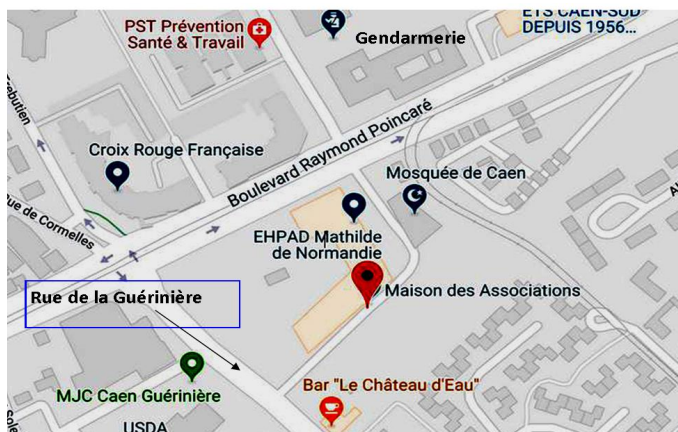 PST Prévention
Santé & Travail
Gendarmerie
ETS CAEN-SUD
DEPUIS 1956...
Boulevard Raymond Poincaré
Croix Rouge Française
Mosquée de Caen
rue de Cormelles
EHPAD Mathilde
de Normandie
Rue de la Guérinière
Maison des Associations
MJC Caen Guérinière
Bar "Le Château d'Eau"
USDA